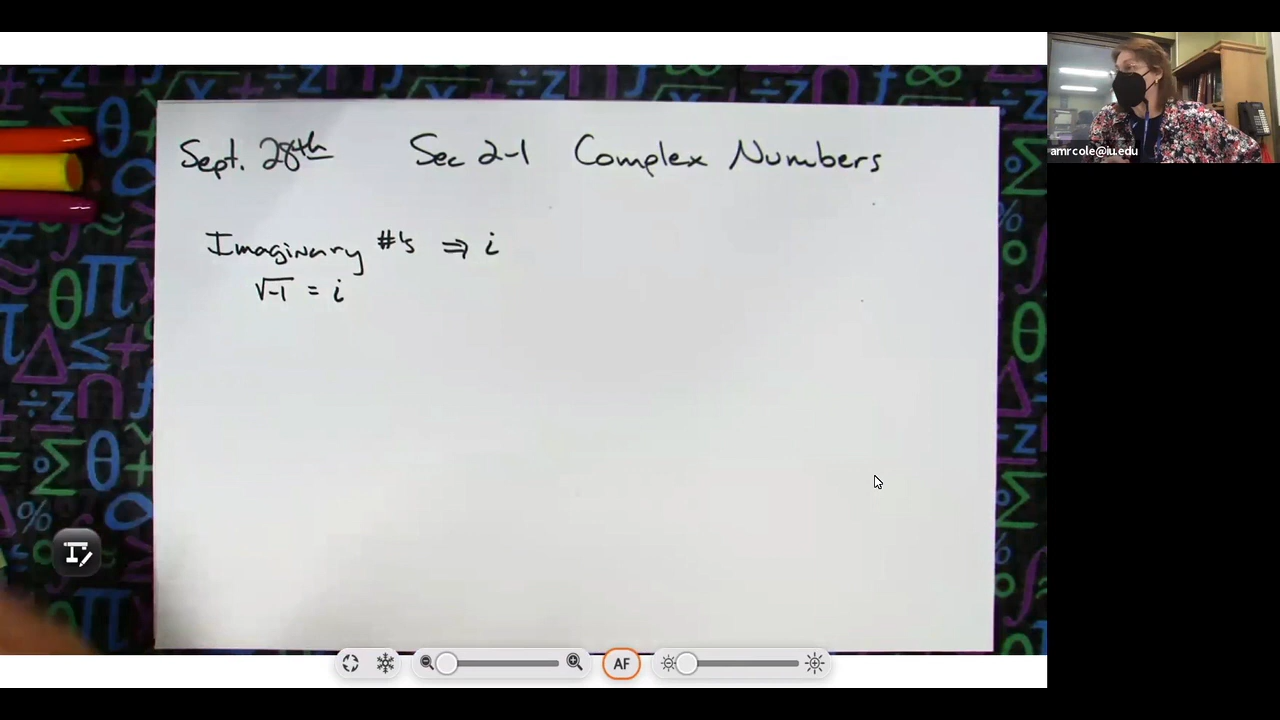 Sept. 28th Sec 2-1 Complex Numbers
Imaginary #'s ⇒ i
√-1 = i
AF
amrcole@iu.edu